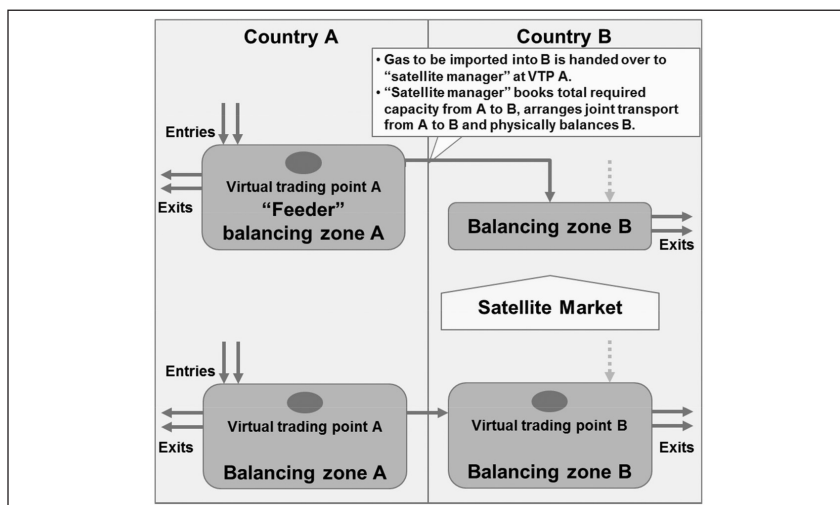 Country A
Country B
• Gas to be imported into B is handed over to
“satellite manager” at VTP A.
• “Satellite manager” books total required
capacity from A to B, arranges joint transport
from A to B and physically balances B.
Entries
Exits
Virtual trading point A
“Feeder”
balancing zone A
Balancing zone B
Exits
Satellite Market
Entries
Exits
Virtual trading point A
Balancing zone A
Virtual trading point B
Balancing zone B
Exits